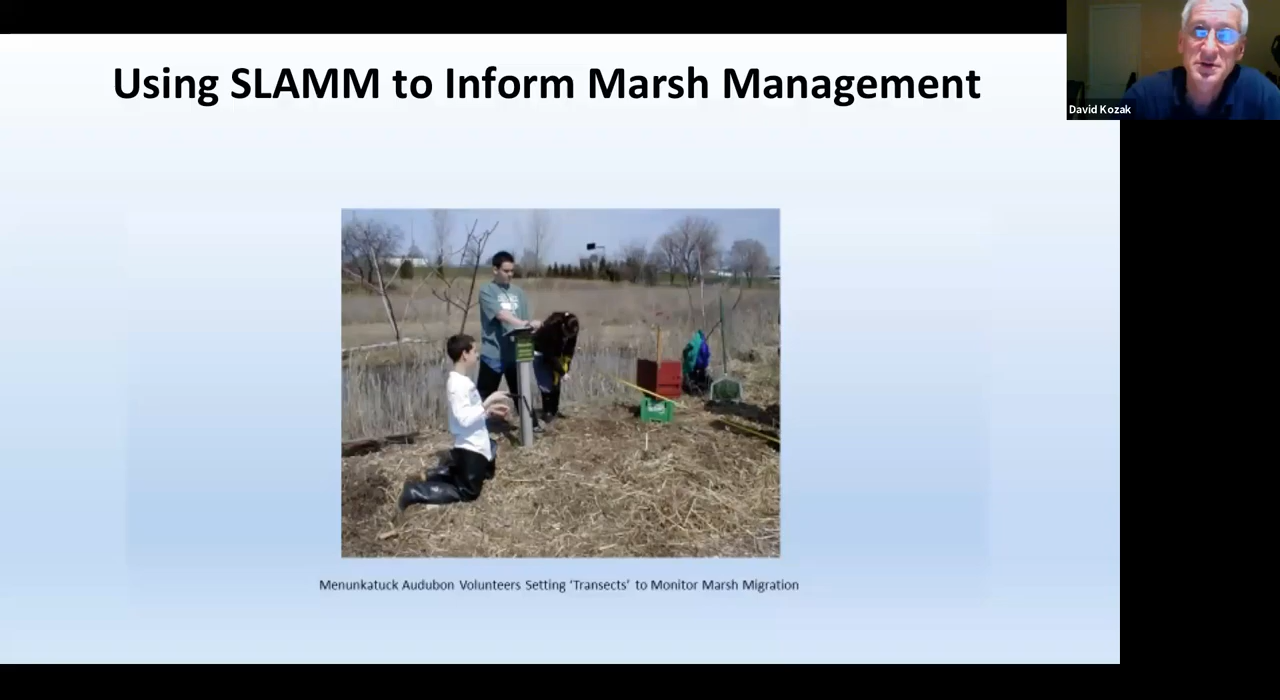 Using SLAMM to Inform Marsh Management
David Kozak
Menunkatuck Audubon Volunteers Setting ‘Transects’ to Monitor Marsh Migration